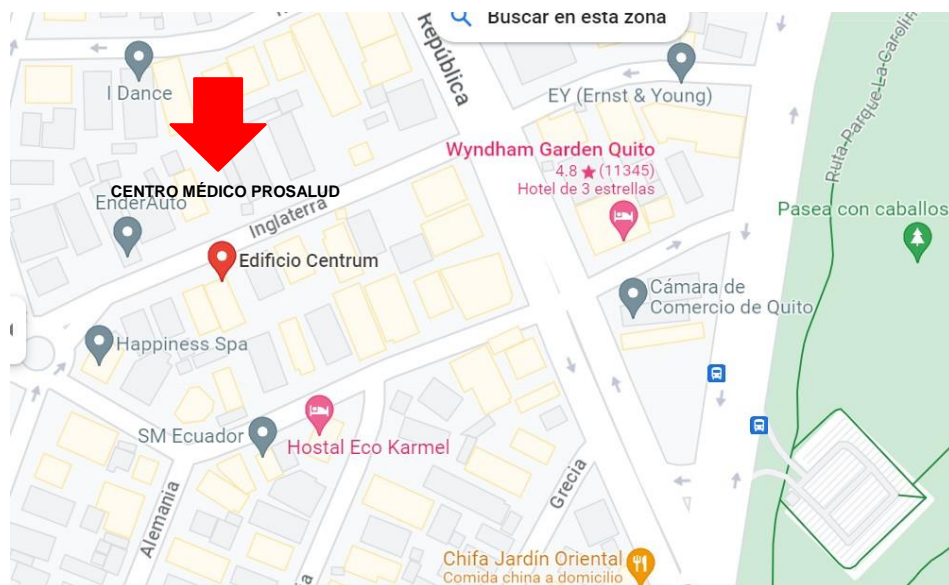 Buscar en esta zona
República
I Dance
EY (Ernst & Young)
Ruta-Parque-La-Carolin
Wyndham Garden Quito
4.8 ★ (11345)
Hotel de 3 estrellas
CENTRO MÉDICO PROSALUD
EnderAuto
Inglaterra
Pasea con caballos
Edificio Centrum
Cámara de
Comercio de Quito
Happiness Spa
SM Ecuador
Hostal Eco Karmel
Alemania
Grecia
Chifa Jardín Oriental
Comida china a domicilio